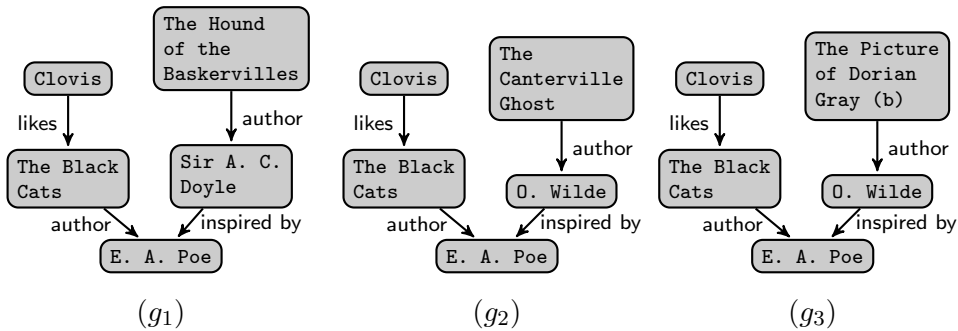 The Hound
of the
Baskervilles
Clovis
likes
author
The Black
Cats
Sir A. C.
Doyle
author
inspired by
E. A. Poe
(g1)
The
Canterville
Ghost
Clovis
likes
author
The Black
Cats
O. Wilde
author
inspired by
E. A. Poe
(g2)
The Picture
of Dorian
Gray (b)
Clovis
likes
author
The Black
Cats
O. Wilde
author
inspired by
E. A. Poe
(g3)